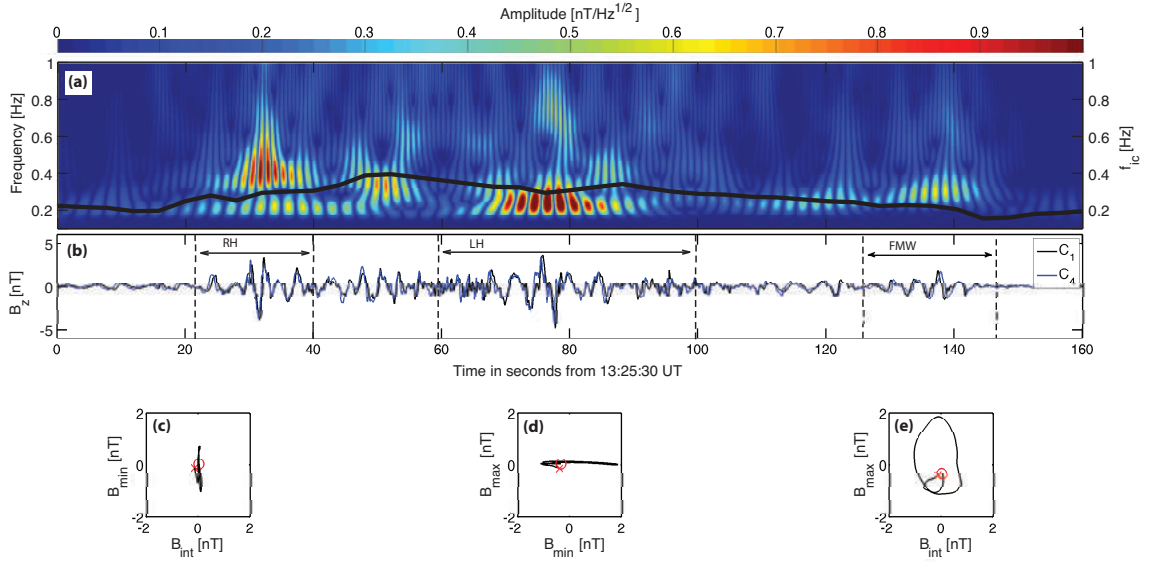 Amplitude [nT/Hz^1/2]
0 0.1 0.2 0.3 0.4 0.5 0.6 0.7 0.8 0.9 1
(a)
Frequency [Hz]
1
0.8
0.6
0.4
0.2
1
0.8
0.6
0.4
0.2
f_ic [Hz]
(b)
B_z [nT]
5
0
-5
RH
LH
FMW
C_1
C_4
0 20 40 60 80 100 120 140 160
Time in seconds from 13:25:30 UT
(c)
B_min [nT]
2
0
-2
-2 0 2
B_int [nT]
(d)
B_max [nT]
2
0
-2
-2 0 2
B_min [nT]
(e)
B_max [nT]
2
0
-2
-2 0 2
B_int [nT]